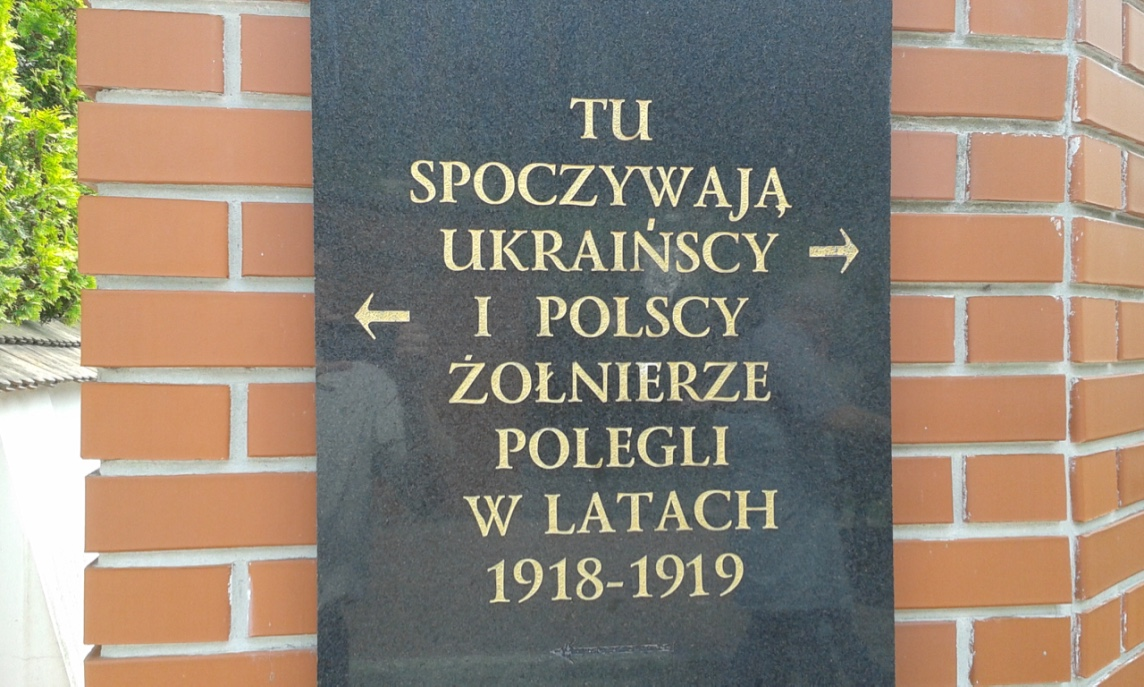 TU
SPOCZYWAJĄ
UKRAIŃSCY →
← I POLSCY
ŻOŁNIERZE
POLEGLI
W LATACH
1918-1919